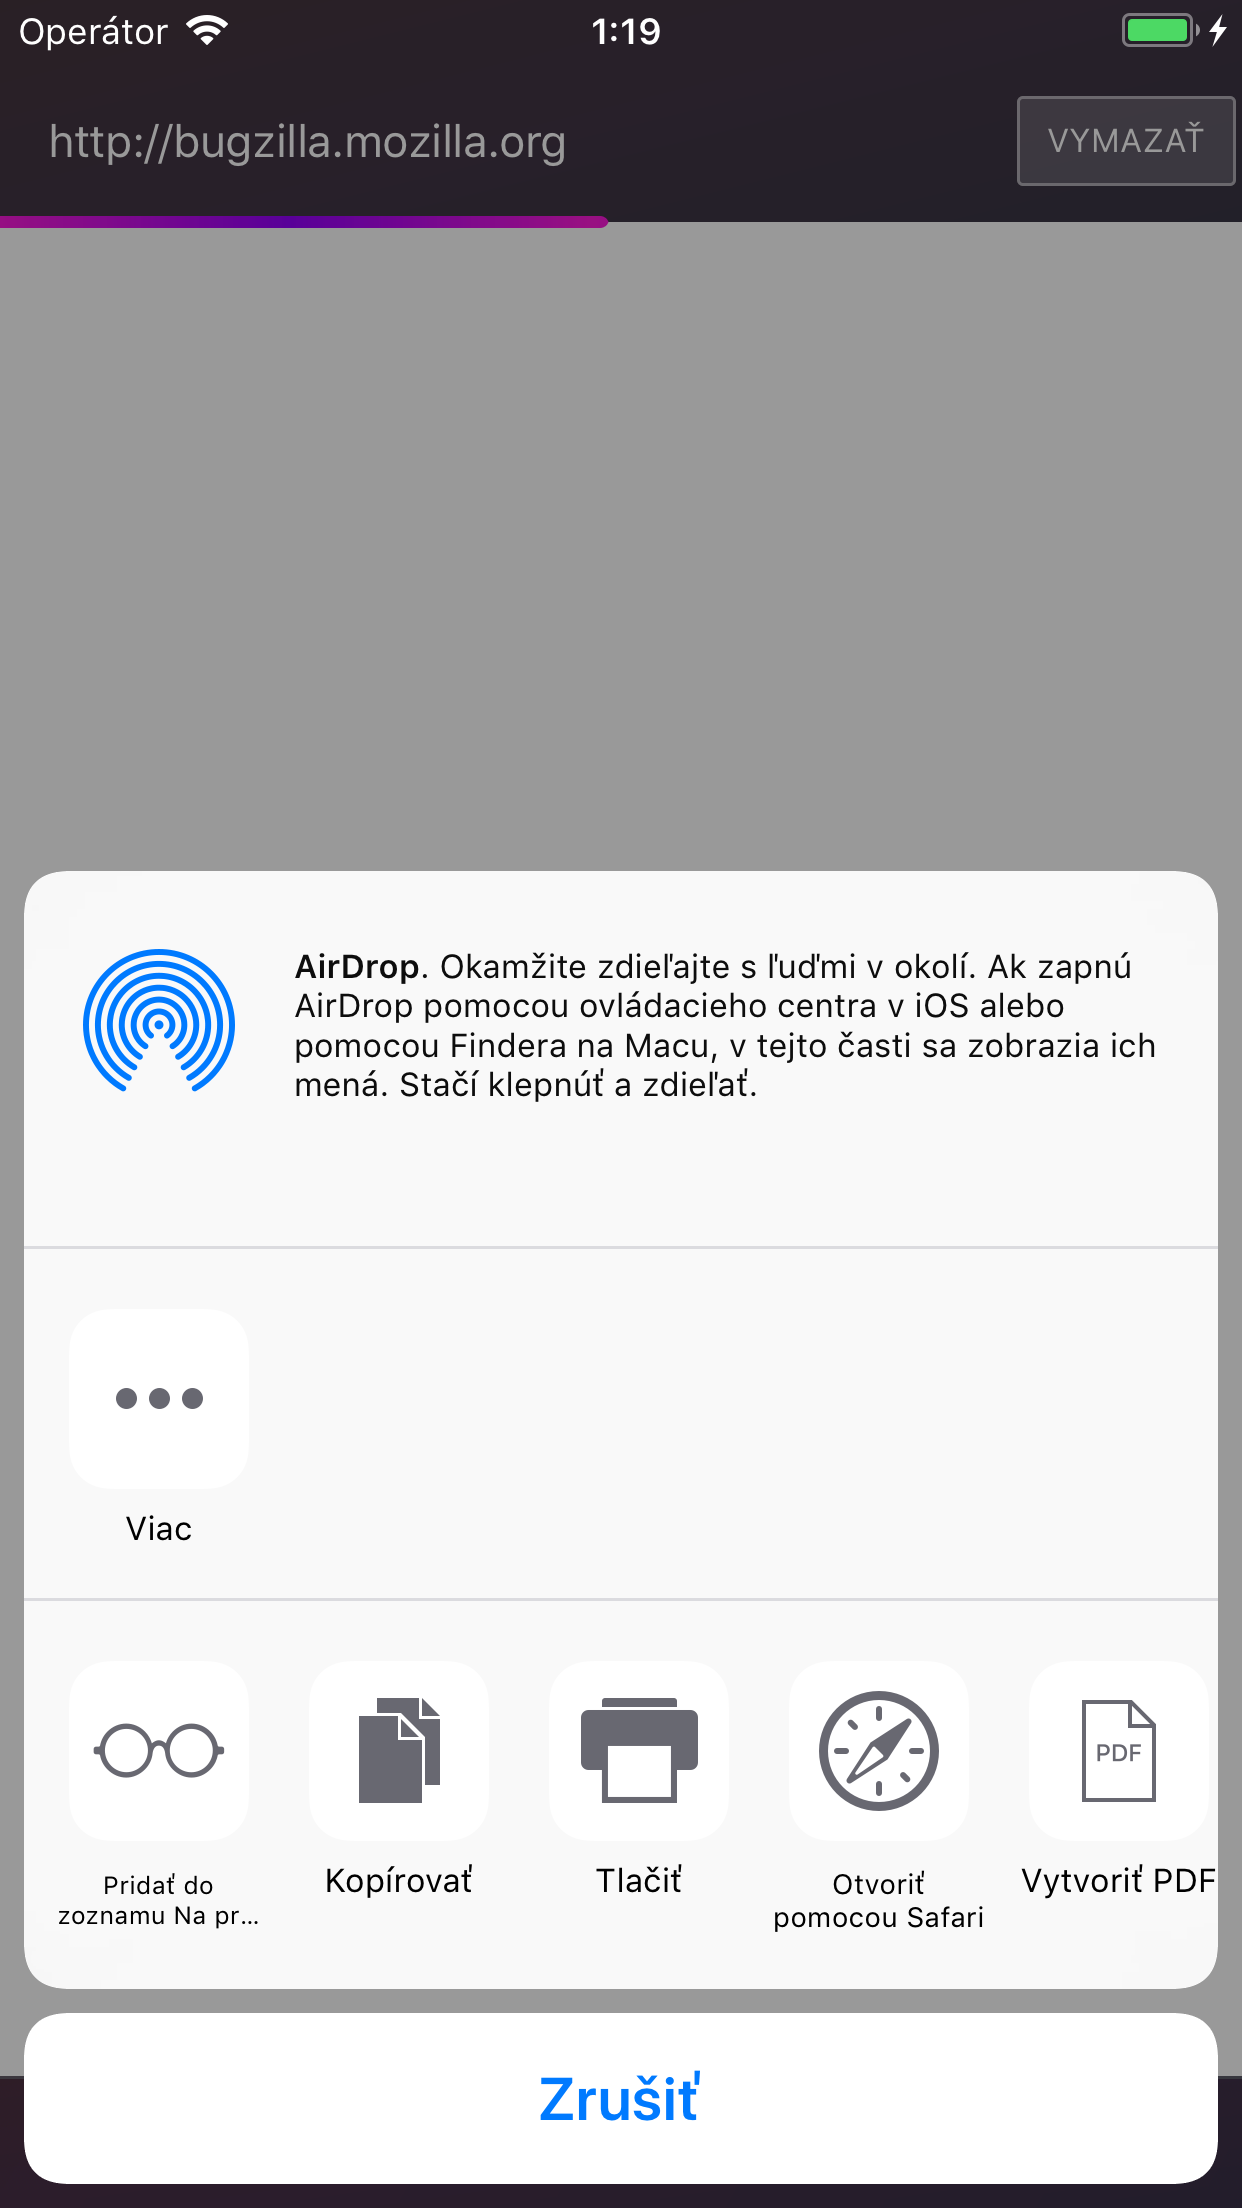 Operátor
1:19
http://bugzilla.mozilla.org
VYMAZAŤ
AirDrop. Okamžite zdieľajte s ľuďmi v okolí. Ak zapnú
AirDrop pomocou ovládacieho centra v iOS alebo
pomocou Findera na Macu, v tejto časti sa zobrazia ich
mená. Stačí klepnúť a zdieľať.
Viac
Pridať do
zoznamu Na pr...
Kopírovať
Tlačiť
Otvoriť
pomocou Safari
PDF
Vytvoriť PDF
Zrušiť